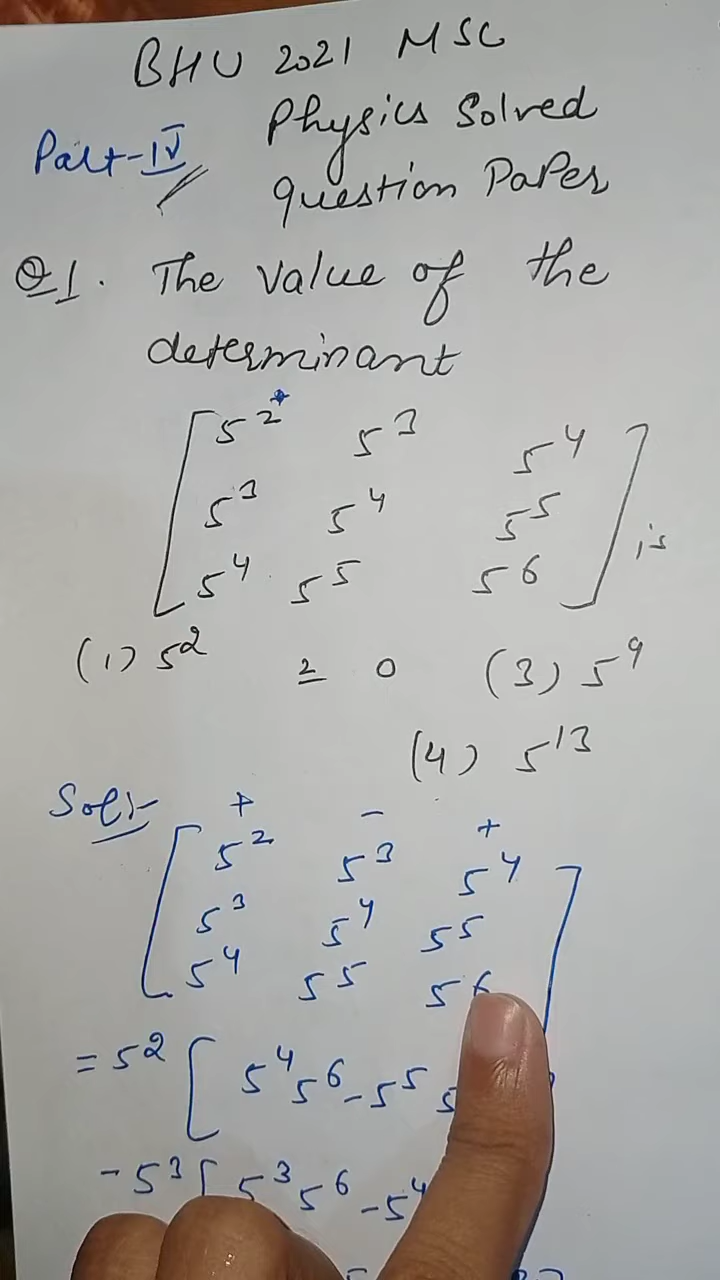 BHU 2021 MSC
Part-IV Physics Solved
Question Paper
Q1. The value of the
determinant
[5² 5³ 5⁴
5³ 5⁴ 5⁵
5⁴ 5⁵ 5⁶] is
(1) 5² 2 0 (3) 5⁹
(4) 5¹³
Sol:-
+ - +
[5² 5³ 5⁴
5³ 5⁴ 5⁵
5⁴ 5⁵ 5⁶]
= 5² [ 5⁴5⁶ - 5⁵
- 5³ [ 5³5⁶ - 5⁴